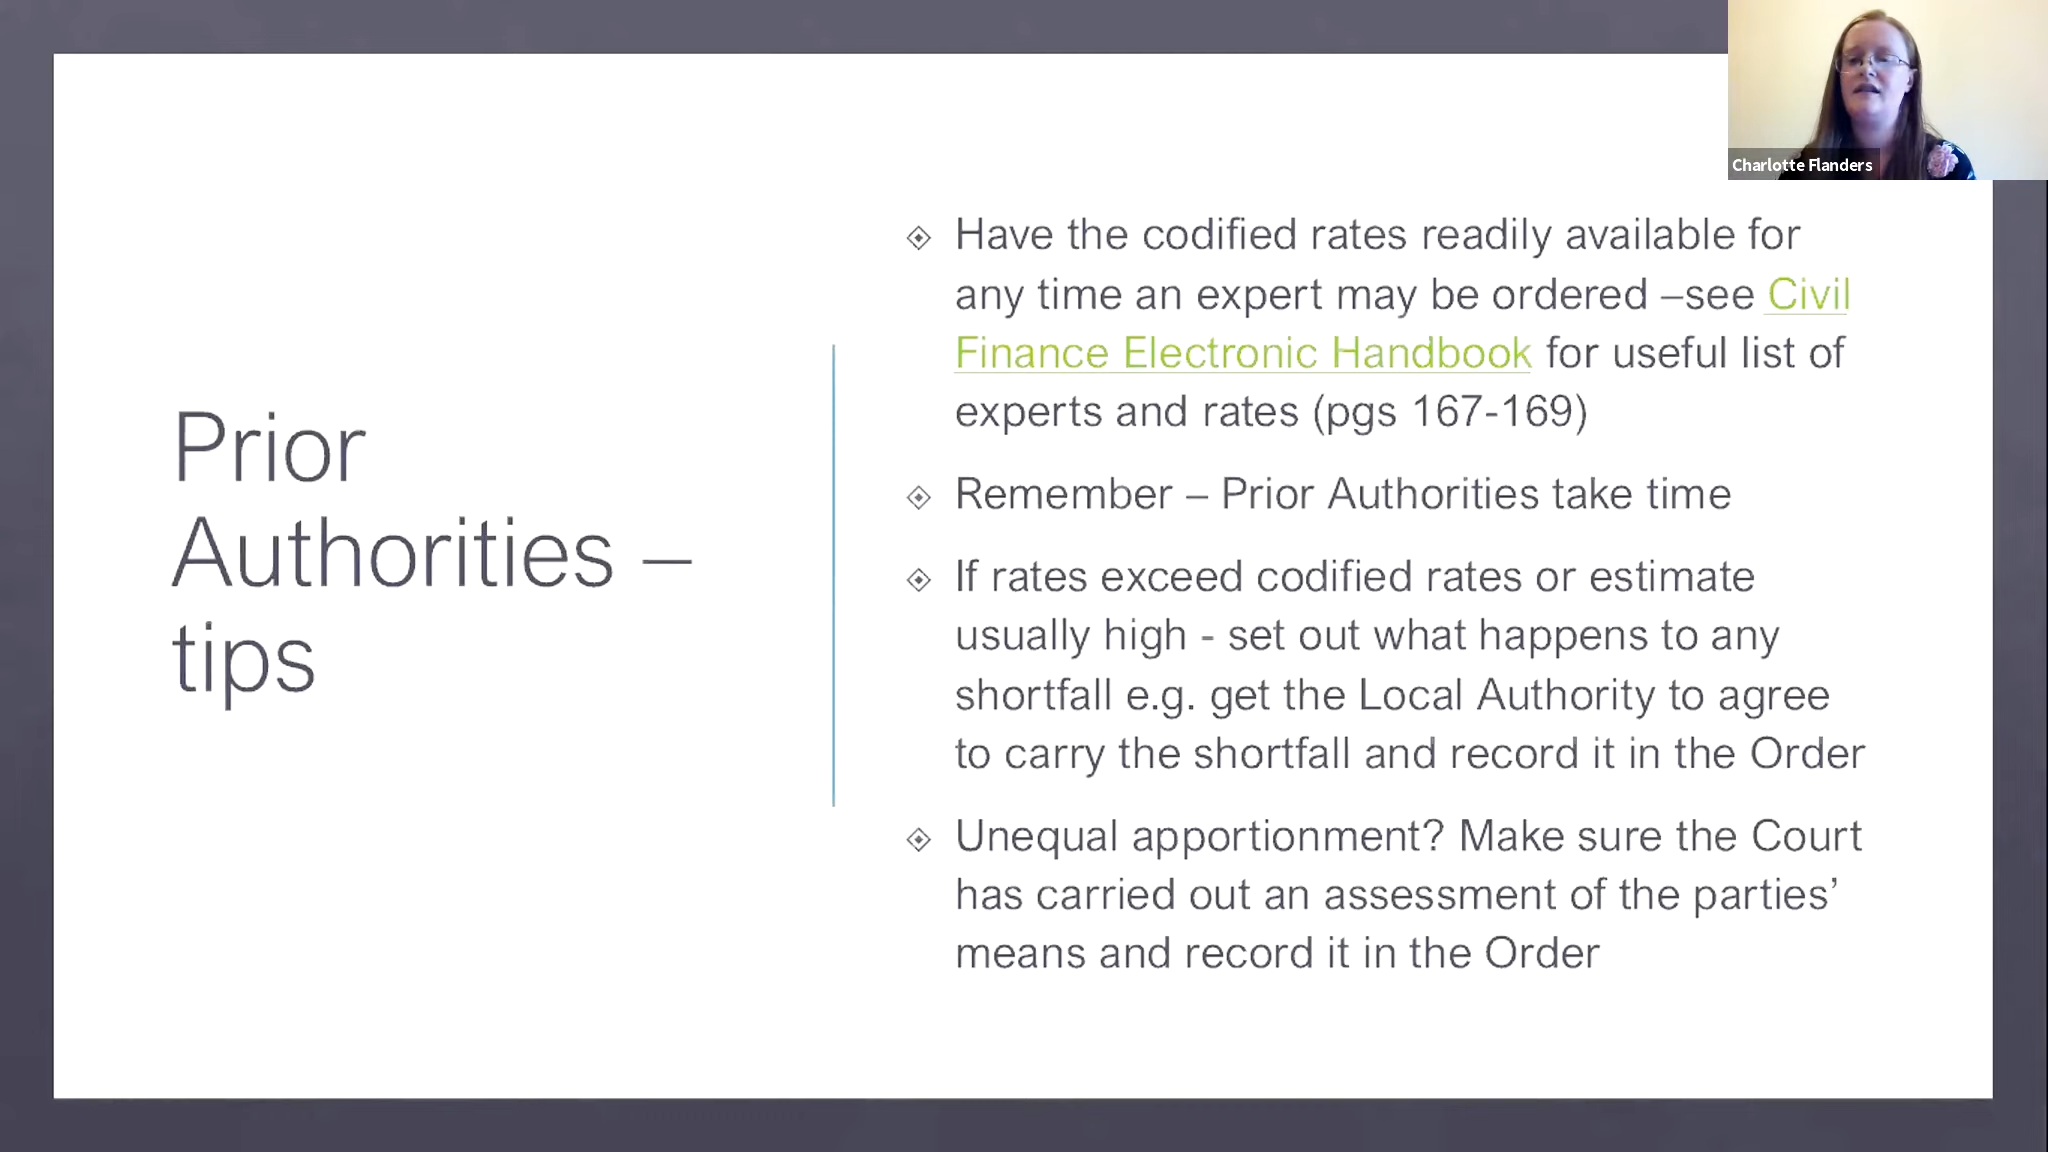 Charlotte Flanders
Prior
Authorities –
tips
Have the codified rates readily available for
any time an expert may be ordered –see Civil
Finance Electronic Handbook for useful list of
experts and rates (pgs 167-169)
Remember – Prior Authorities take time
If rates exceed codified rates or estimate
usually high - set out what happens to any
shortfall e.g. get the Local Authority to agree
to carry the shortfall and record it in the Order
Unequal apportionment? Make sure the Court
has carried out an assessment of the parties’
means and record it in the Order